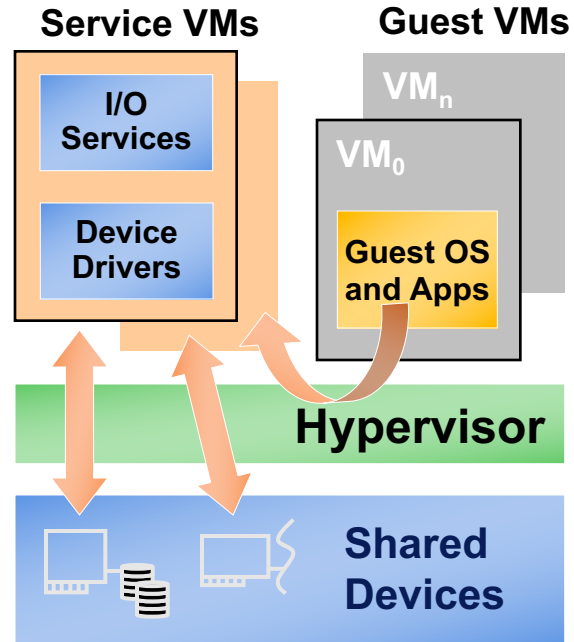 Service VMs
Guest VMs
I/O
Services
Device
Drivers
VMₙ
VM₀
Guest OS
and Apps
Hypervisor
Shared
Devices